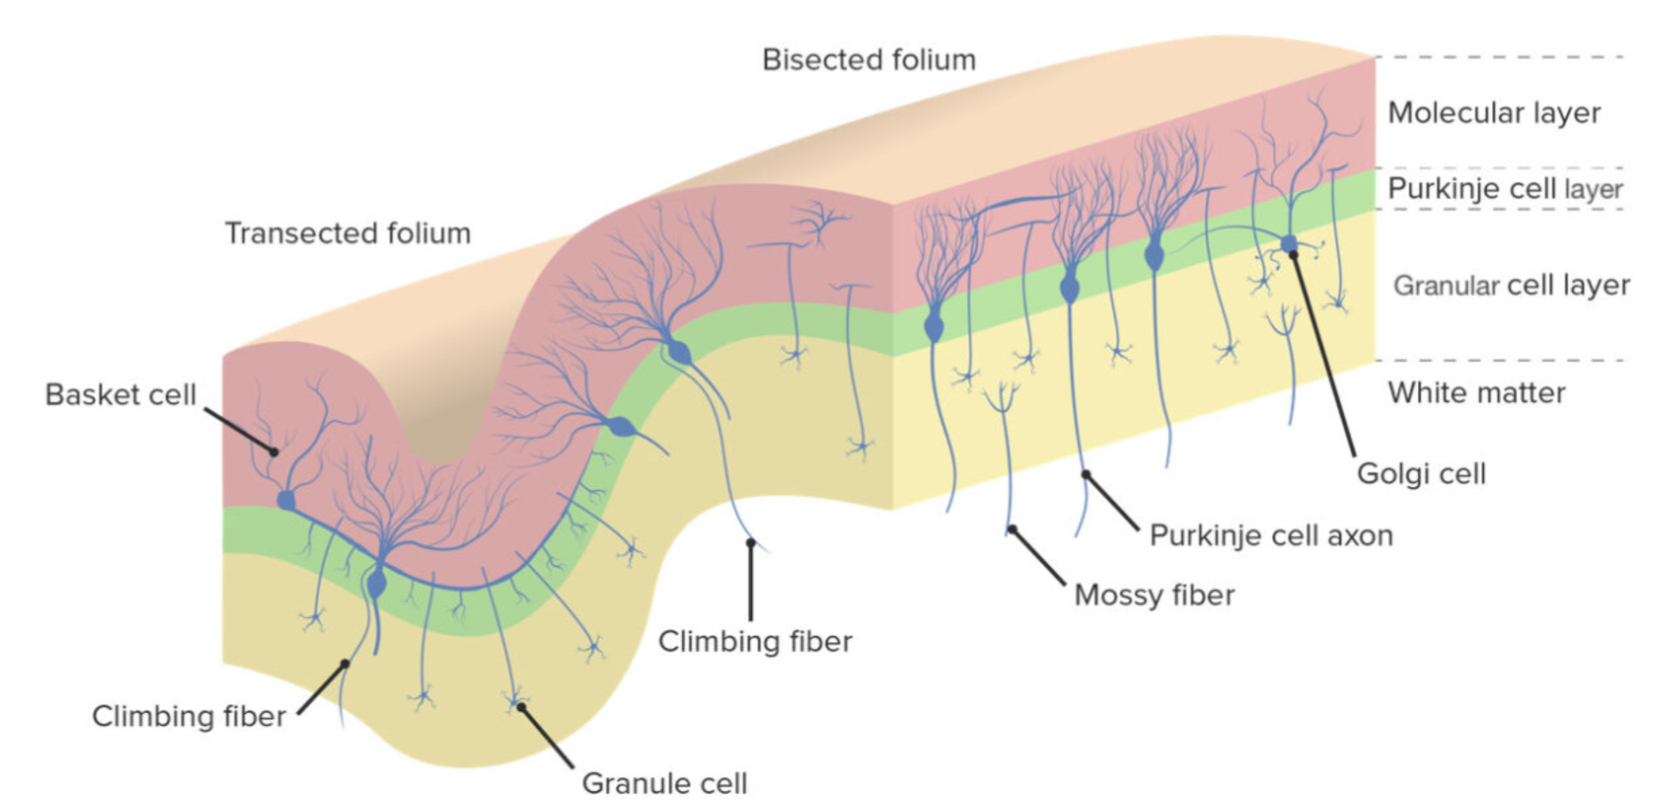 Bisected folium
Molecular layer
Purkinje cell layer
Transected folium
Granular cell layer
Basket cell
White matter
Golgi cell
Purkinje cell axon
Mossy fiber
Climbing fiber
Climbing fiber
Granule cell